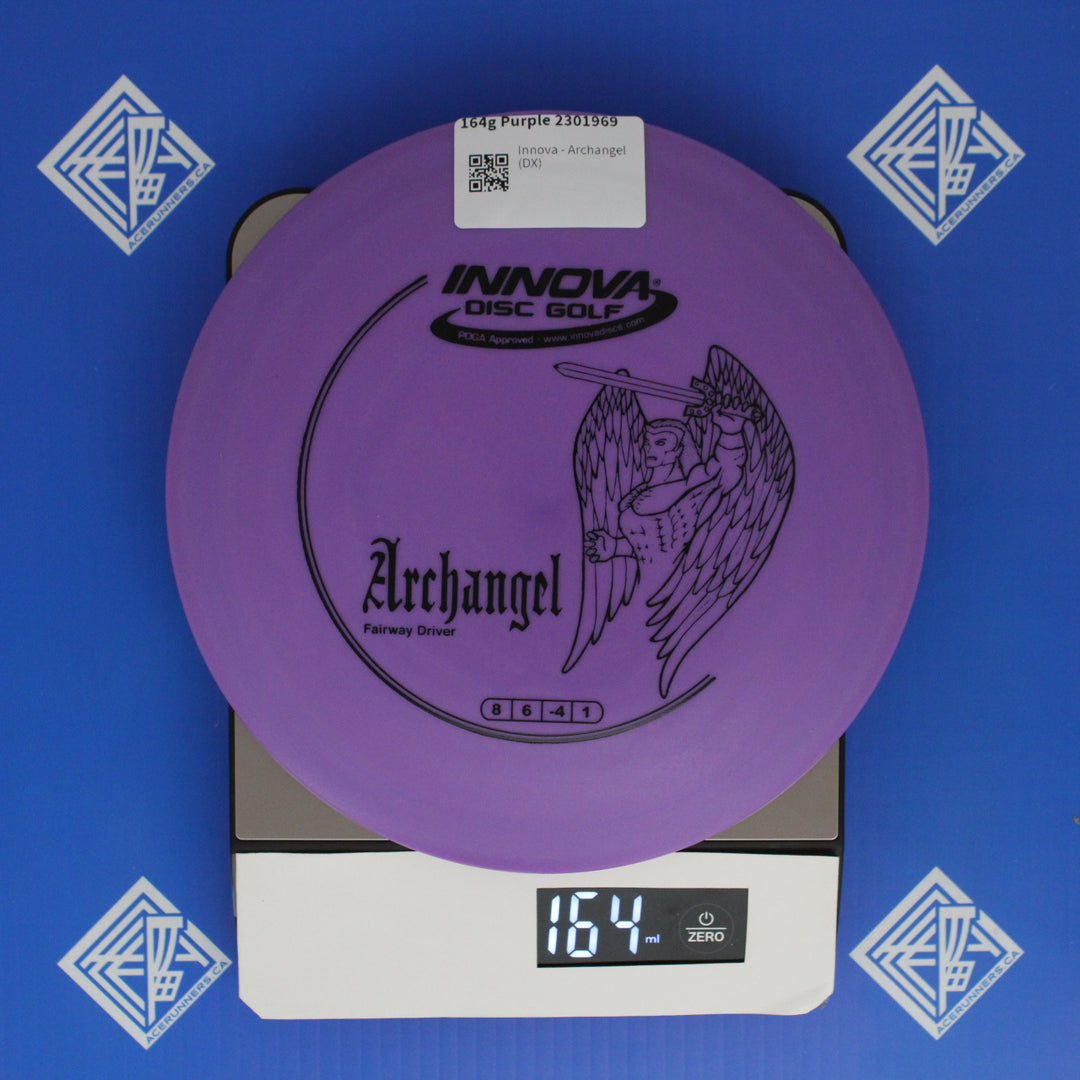 164g Purple 2301969
Innova - Archangel
(DX)
INNOVA®
DISC GOLF
PDGA Approved - www.innovadiscs.com
Archangel
Fairway Driver
8 6 -4 1
164 ml
ZERO
ACERUNNERS.CA
ACERUNNERS.CA
ACERUNNERS.CA
ACERUNNERS.CA